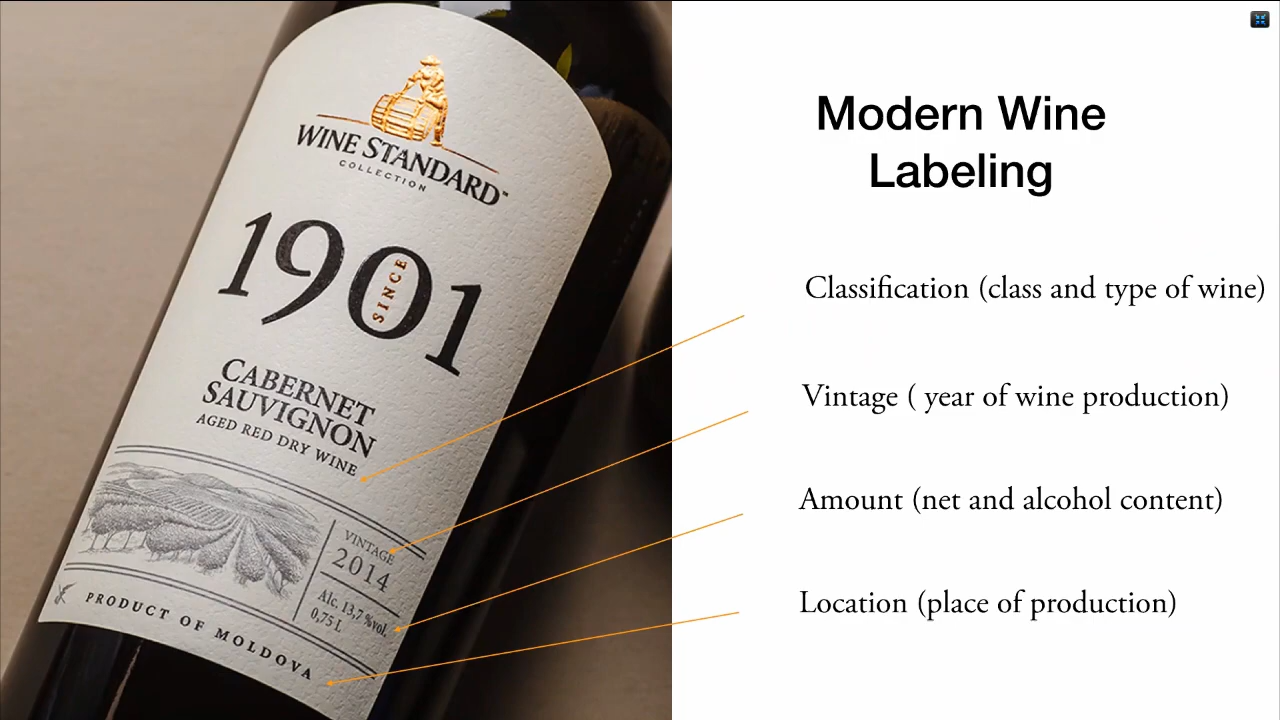 WINE STANDARD™
COLLECTION
1901
SINCE
CABERNET
SAUVIGNON
AGED RED DRY WINE
VINTAGE
2014
Alc. 13,7 %vol.
0,75 L
PRODUCT OF MOLDOVA
Modern Wine
Labeling
Classification (class and type of wine)
Vintage ( year of wine production)
Amount (net and alcohol content)
Location (place of production)